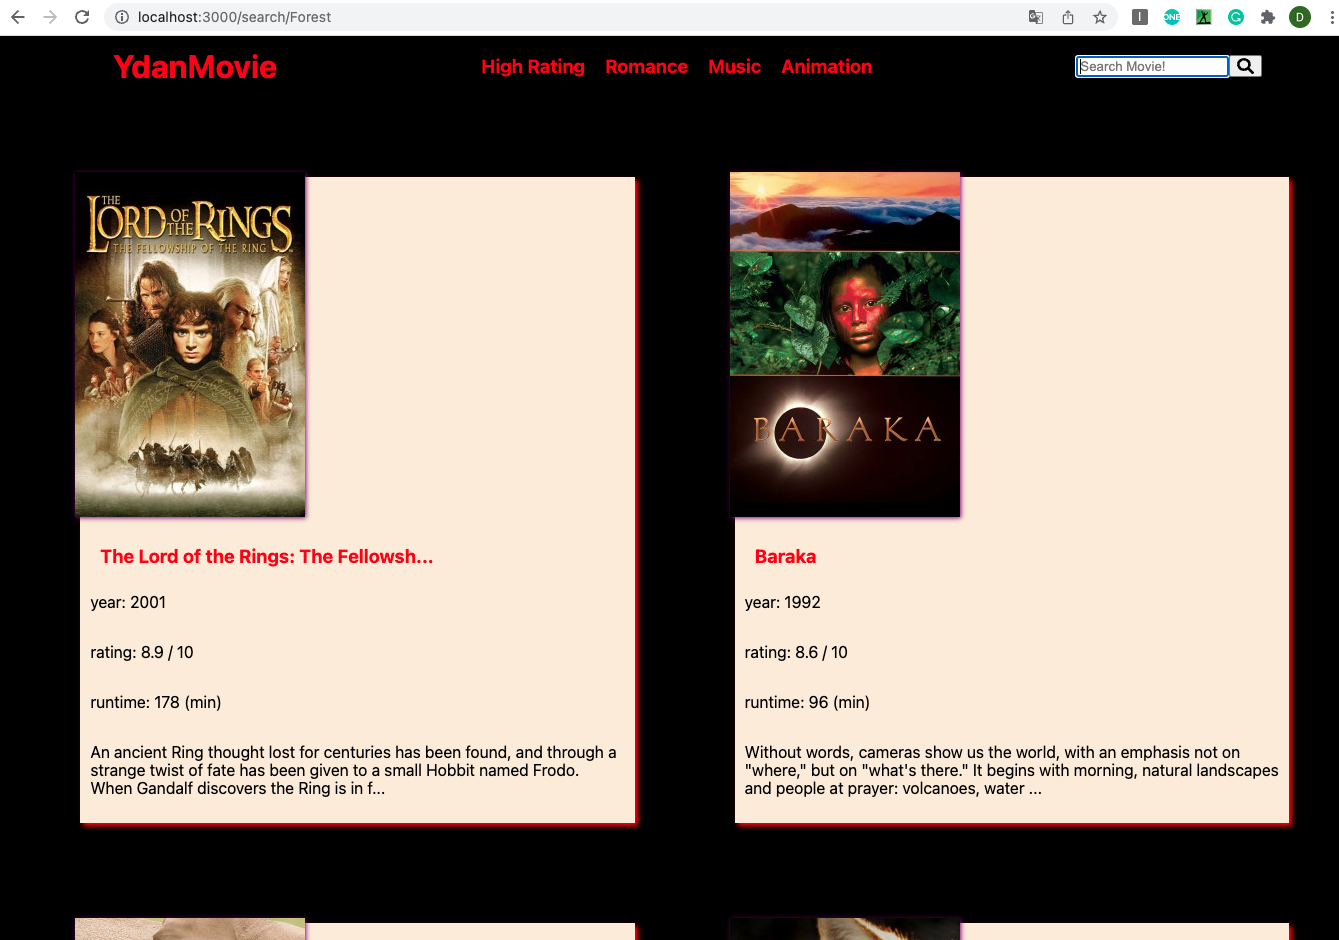 localhost:3000/search/Forest
ONE
G
D
YdanMovie
High Rating
Romance
Music
Animation
Search Movie!
THE
LORD OF THE RINGS
THE FELLOWSHIP OF THE RING
BARAKA
The Lord of the Rings: The Fellowsh...
year: 2001
rating: 8.9 / 10
runtime: 178 (min)
An ancient Ring thought lost for centuries has been found, and through a
strange twist of fate has been given to a small Hobbit named Frodo.
When Gandalf discovers the Ring is in f...
Baraka
year: 1992
rating: 8.6 / 10
runtime: 96 (min)
Without words, cameras show us the world, with an emphasis not on
"where," but on "what's there." It begins with morning, natural landscapes
and people at prayer: volcanoes, water ...